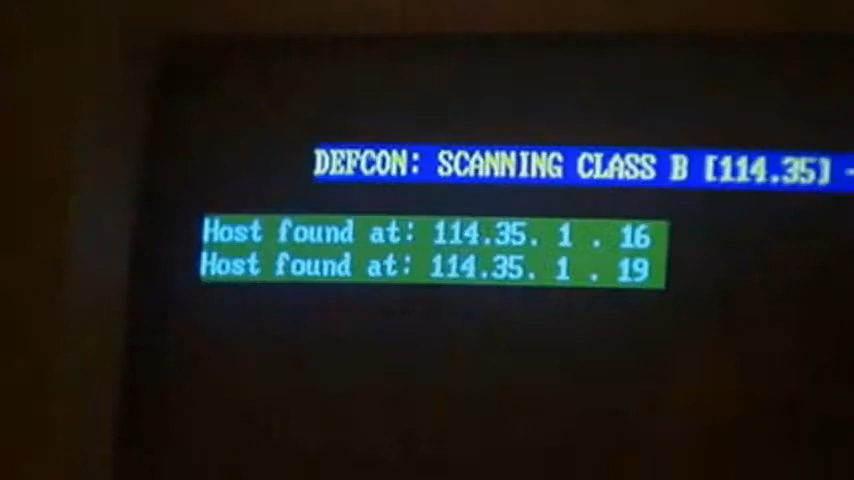 DEFCON: SCANNING CLASS B [114.35] -
Host found at: 114.35. 1 . 16
Host found at: 114.35. 1 . 19